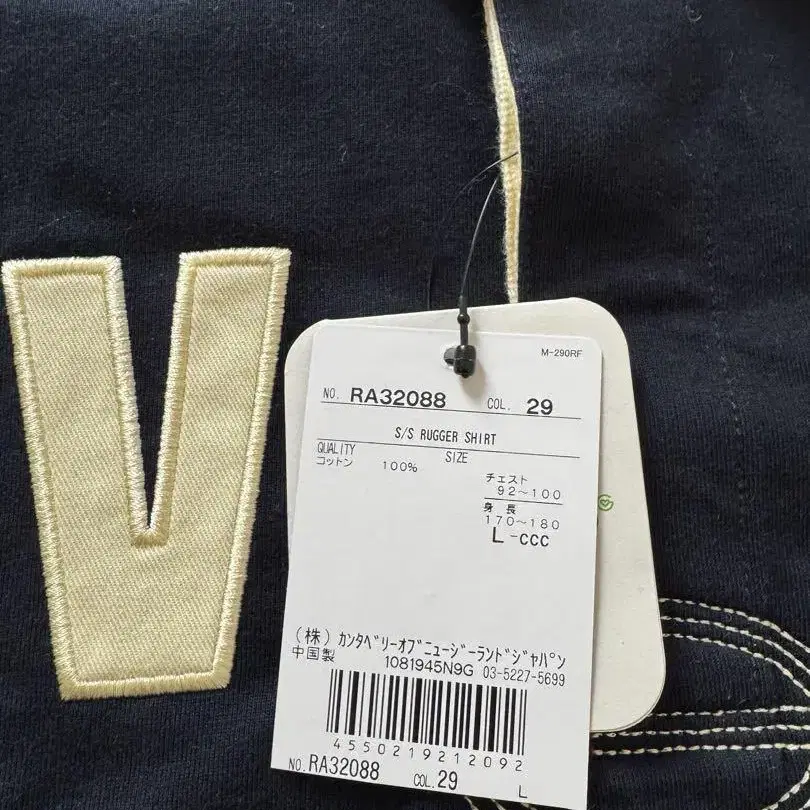 V
M-290RF
NO. RA32088 COL. 29
S/S RUGGER SHIRT
QUALITY SIZE
コットン 100%
チェスト
92~100
身 長
170~180
L-CCC
(株) カンタベリーオブニュージーランドジャパン
中国製 1081945N9G 03-5227-5699
4550219212092
NO. RA32088 COL. 29 L